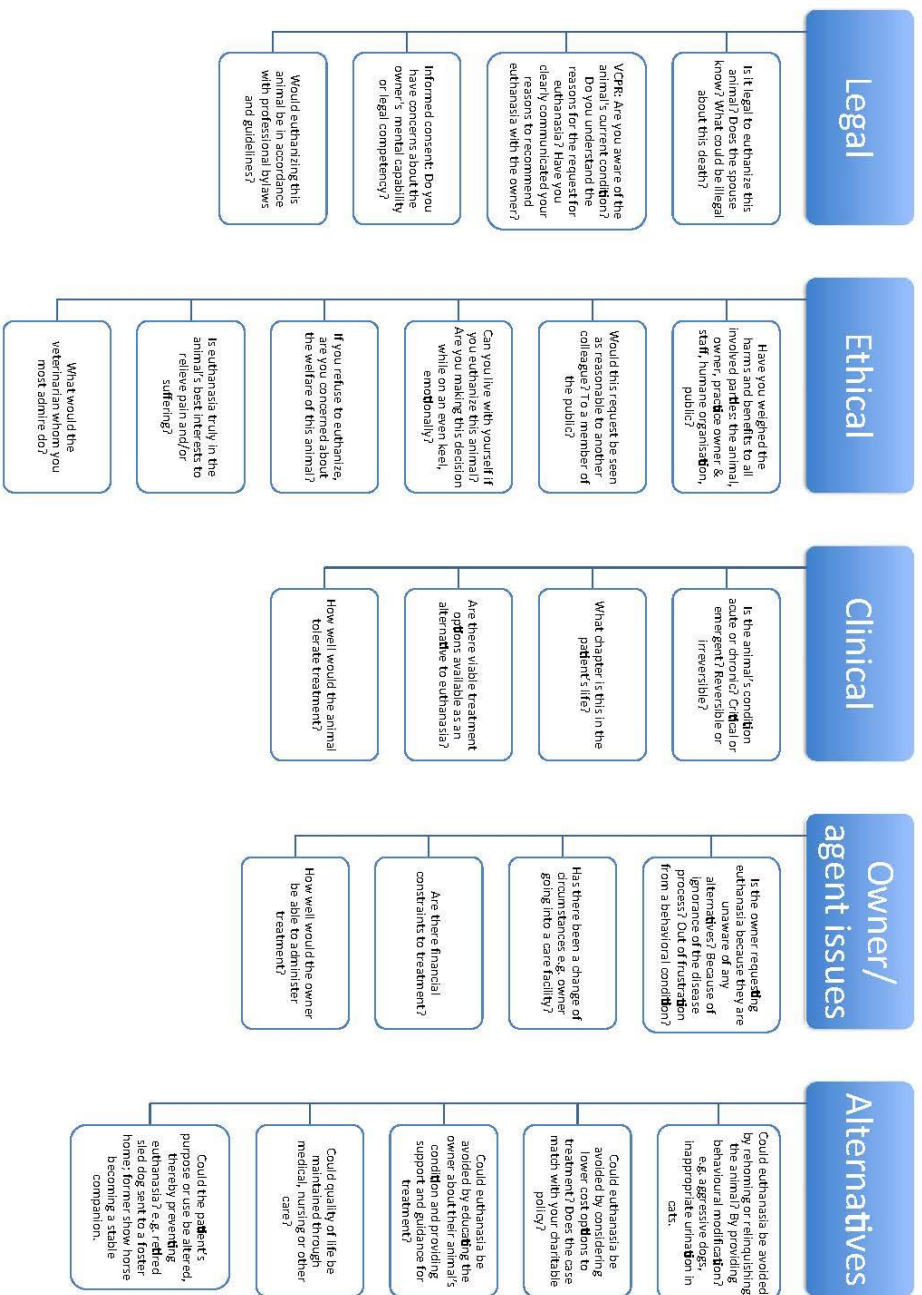 Legal
Is it legal to euthanize this
animal? Does the spouse
know? What could be illegal
about this death?
VCPR: Are you aware of the
animal's current condition?
Do you understand the
reasons for the request for
euthanasia? Have you
clearly communicated your
reasons to recommend
euthanasia with the owner?
Informed consent: Do you
have concerns about the
owner's mental capability
or legal competency?
Would euthanizing this
animal be in accordance
with professional bylaws
and guidelines?
Ethical
Have you weighed the
harms and benefits to all
involved parties: the animal,
owner, practice owner &
staff, humane organisation,
public?
Would this request be seen
as reasonable to another
colleague? To a member of
the public?
Can you live with yourself if
you euthanize this animal?
Are you making this decision
while on an even keel,
emotionally?
If you refuse to euthanize,
are you concerned about
the welfare of this animal?
Is euthanasia truly in the
animal's best interests to
relieve pain and/or
suffering?
What would the
veterinarian whom you
most admire do?
Clinical
Is the animal's condition
acute or chronic? Critical or
emergent? Reversible or
irreversible?
What chapter is this in the
patient's life?
Are there viable treatment
options available as an
alternative to euthanasia?
How well would the animal
tolerate treatment?
Owner/
agent issues
Is the owner requesting
euthanasia because they are
unaware of any
alternatives? Because of
ignorance of the disease
process? Out of frustration
from a behavioral condition?
Has there been a change of
circumstances e.g. owner
going into a care facility?
Are there financial
constraints to treatment?
How well would the owner
be able to administer
treatment?
Alternatives
Could euthanasia be avoided
by rehoming or relinquishing
the animal? By providing
behavioural modification?
e.g. aggressive dogs,
inappropriate urination in
cats.
Could euthanasia be
avoided by considering
lower cost options to
treatment? Does the case
match with your charitable
policy?
Could euthanasia be
avoided by educating the
owner about their animal's
condition and providing
support and guidance for
treatment?
Could quality of life be
maintained through
medical, nursing or other
care?
Could the patient's
purpose or use be altered,
thereby preventing
euthanasia? e.g. retired
sled dog sent to a foster
home; former show horse
becoming a stable
companion.